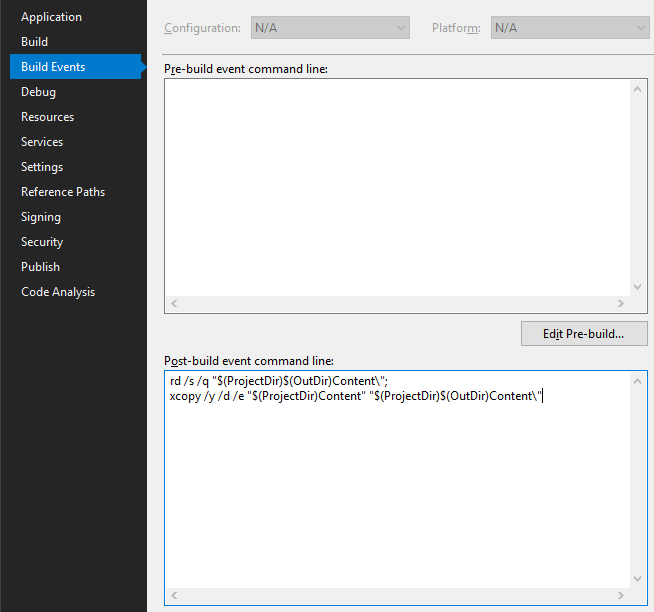 Application
Build
Build Events
Debug
Resources
Services
Settings
Reference Paths
Signing
Security
Publish
Code Analysis
Configuration: N/A Platform: N/A
Pre-build event command line:
Edit Pre-build...
Post-build event command line:
rd /s /q "$(ProjectDir)$(OutDir)Content\";
xcopy /y /d /e "$(ProjectDir)Content" "$(ProjectDir)$(OutDir)Content\"